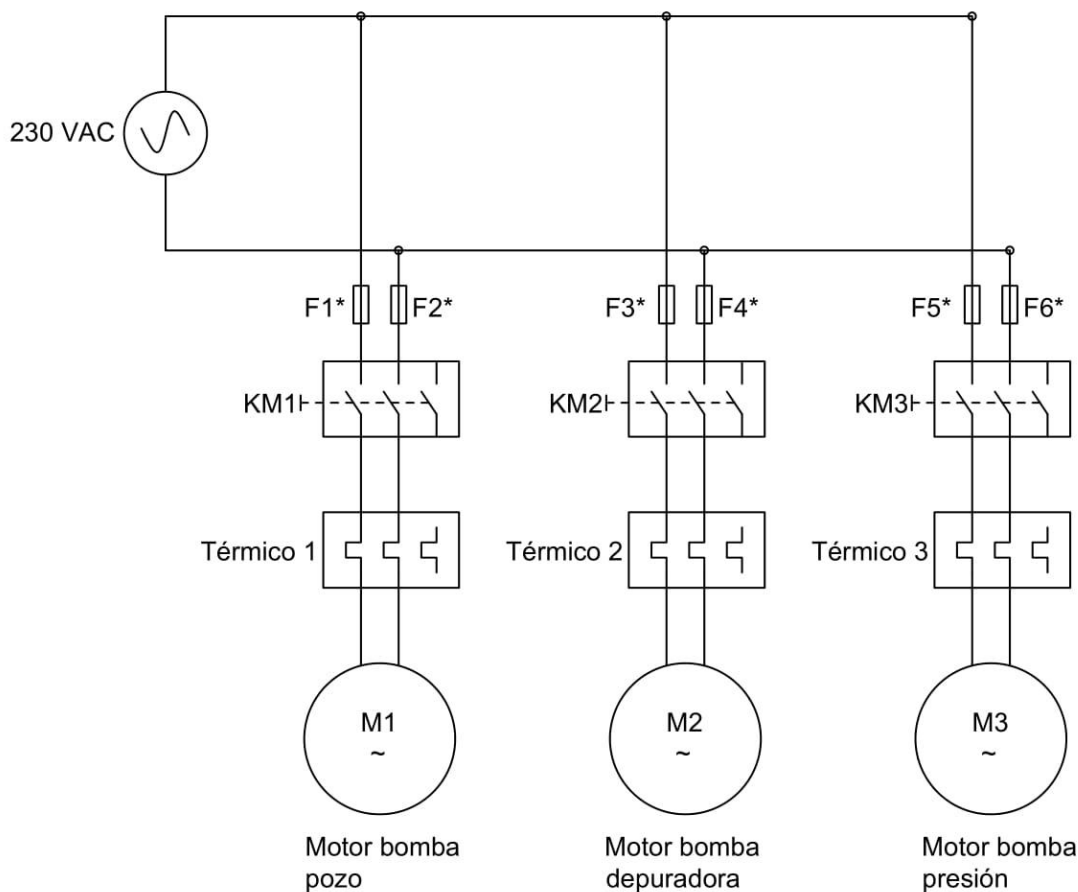 230 VAC
F1*
F2*
F3*
F4*
F5*
F6*
KM1
KM2
KM3
Térmico 1
Térmico 2
Térmico 3
M1
~
M2
~
M3
~
Motor bomba
pozo
Motor bomba
depuradora
Motor bomba
presión